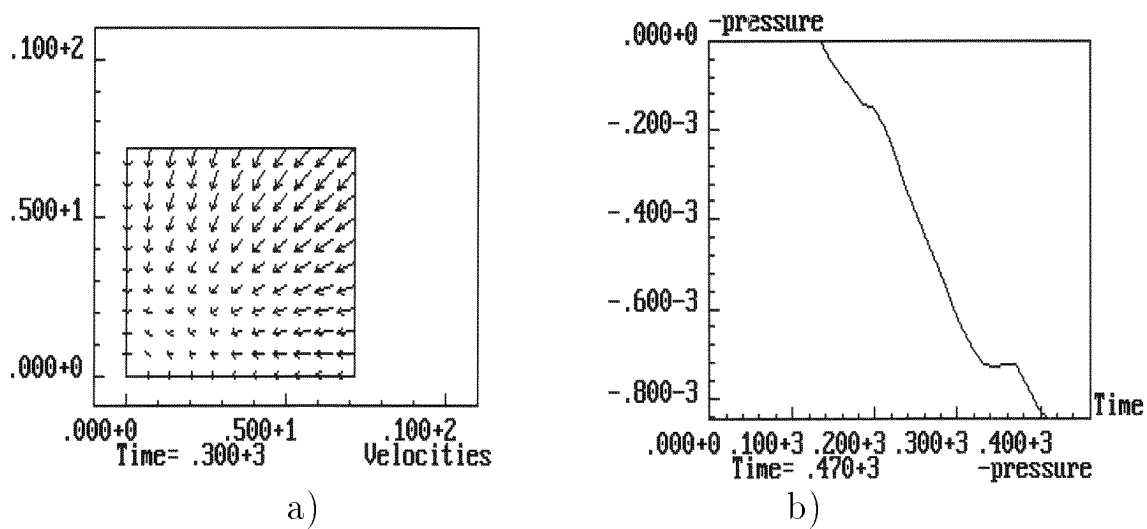 .100+2
.500+1
.000+0
.000+0 .500+1 .100+2
Time= .300+3 Velocities
a)
-pressure
.000+0
-.200-3
-.400-3
-.600-3
-.800-3
Time
.000+0 .100+3 .200+3 .300+3 .400+3
Time= .470+3 -pressure
b)